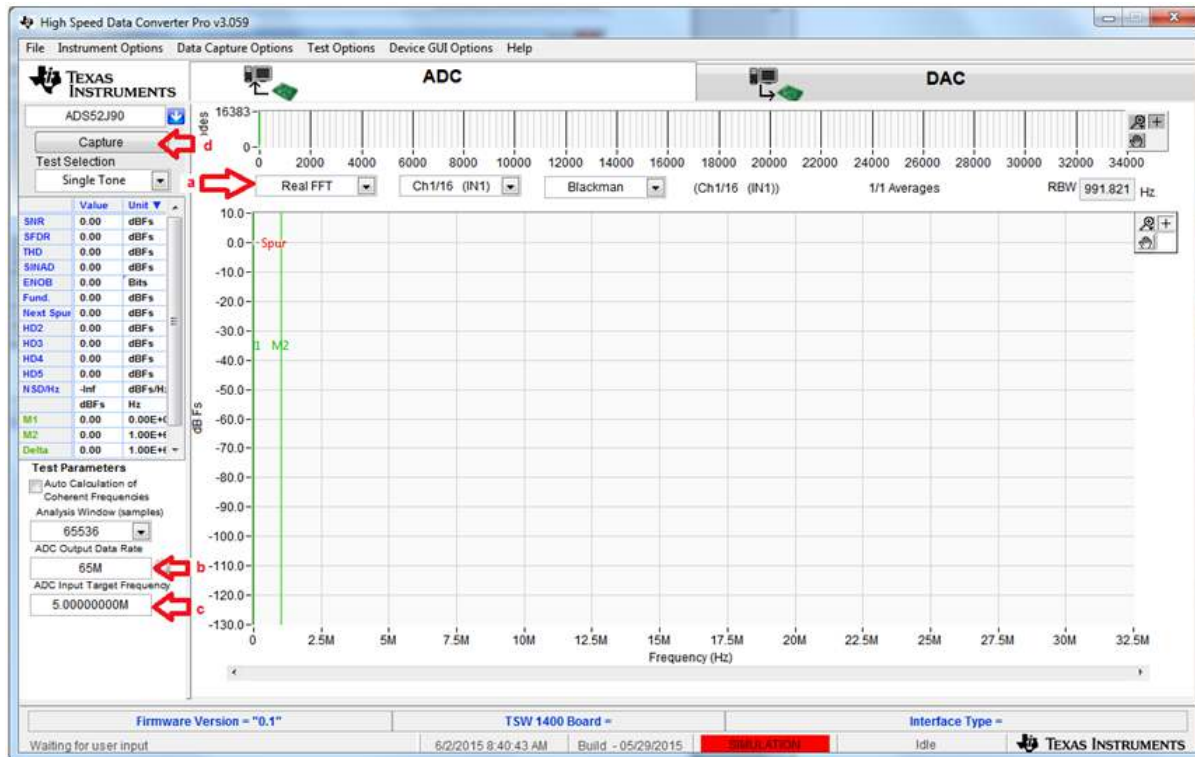 High Speed Data Converter Pro v3.059
File Instrument Options Data Capture Options Test Options Device GUI Options Help
TEXAS INSTRUMENTS
ADC
DAC
ADS52J90
Capture
d
Test Selection
Single Tone
16383
0
0 2000 4000 6000 8000 10000 12000 14000 16000 18000 20000 22000 24000 26000 28000 30000 32000 34000
a
Real FFT
Ch1/16 (IN1)
Blackman
(Ch1/16 (IN1))
1/1 Averages
RBW 991.821 Hz
Value Unit
SNR 0.00 dBFs
SFDR 0.00 dBFs
THD 0.00 dBFs
SINAD 0.00 dBFs
ENOB 0.00 Bits
Fund. 0.00 dBFs
Next Spur 0.00 dBFs
HD2 0.00 dBFs
HD3 0.00 dBFs
HD4 0.00 dBFs
HD5 0.00 dBFs
NSD/Hz -Inf dBFs/H
dBFs Hz
M1 0.00 0.00E+
M2 0.00 1.00E+
Delta 0.00 1.00E+
Test Parameters
Auto Calculation of
Coherent Frequencies
Analysis Window (samples)
65536
ADC Output Data Rate
65M
b
ADC Input Target Frequency
5.00000000M
c
dBFs
10.0
0.0
-10.0
-20.0
-30.0
-40.0
-50.0
-60.0
-70.0
-80.0
-90.0
-100.0
-110.0
-120.0
-130.0
Spur
1 M2
0 2.5M 5M 7.5M 10M 12.5M 15M 17.5M 20M 22.5M 25M 27.5M 30M 32.5M
Frequency (Hz)
Firmware Version = "0.1"
TSW 1400 Board =
Interface Type =
Waiting for user input
6/2/2015 8:40:43 AM
Build - 05/29/2015
SIMULATION
Idle
TEXAS INSTRUMENTS